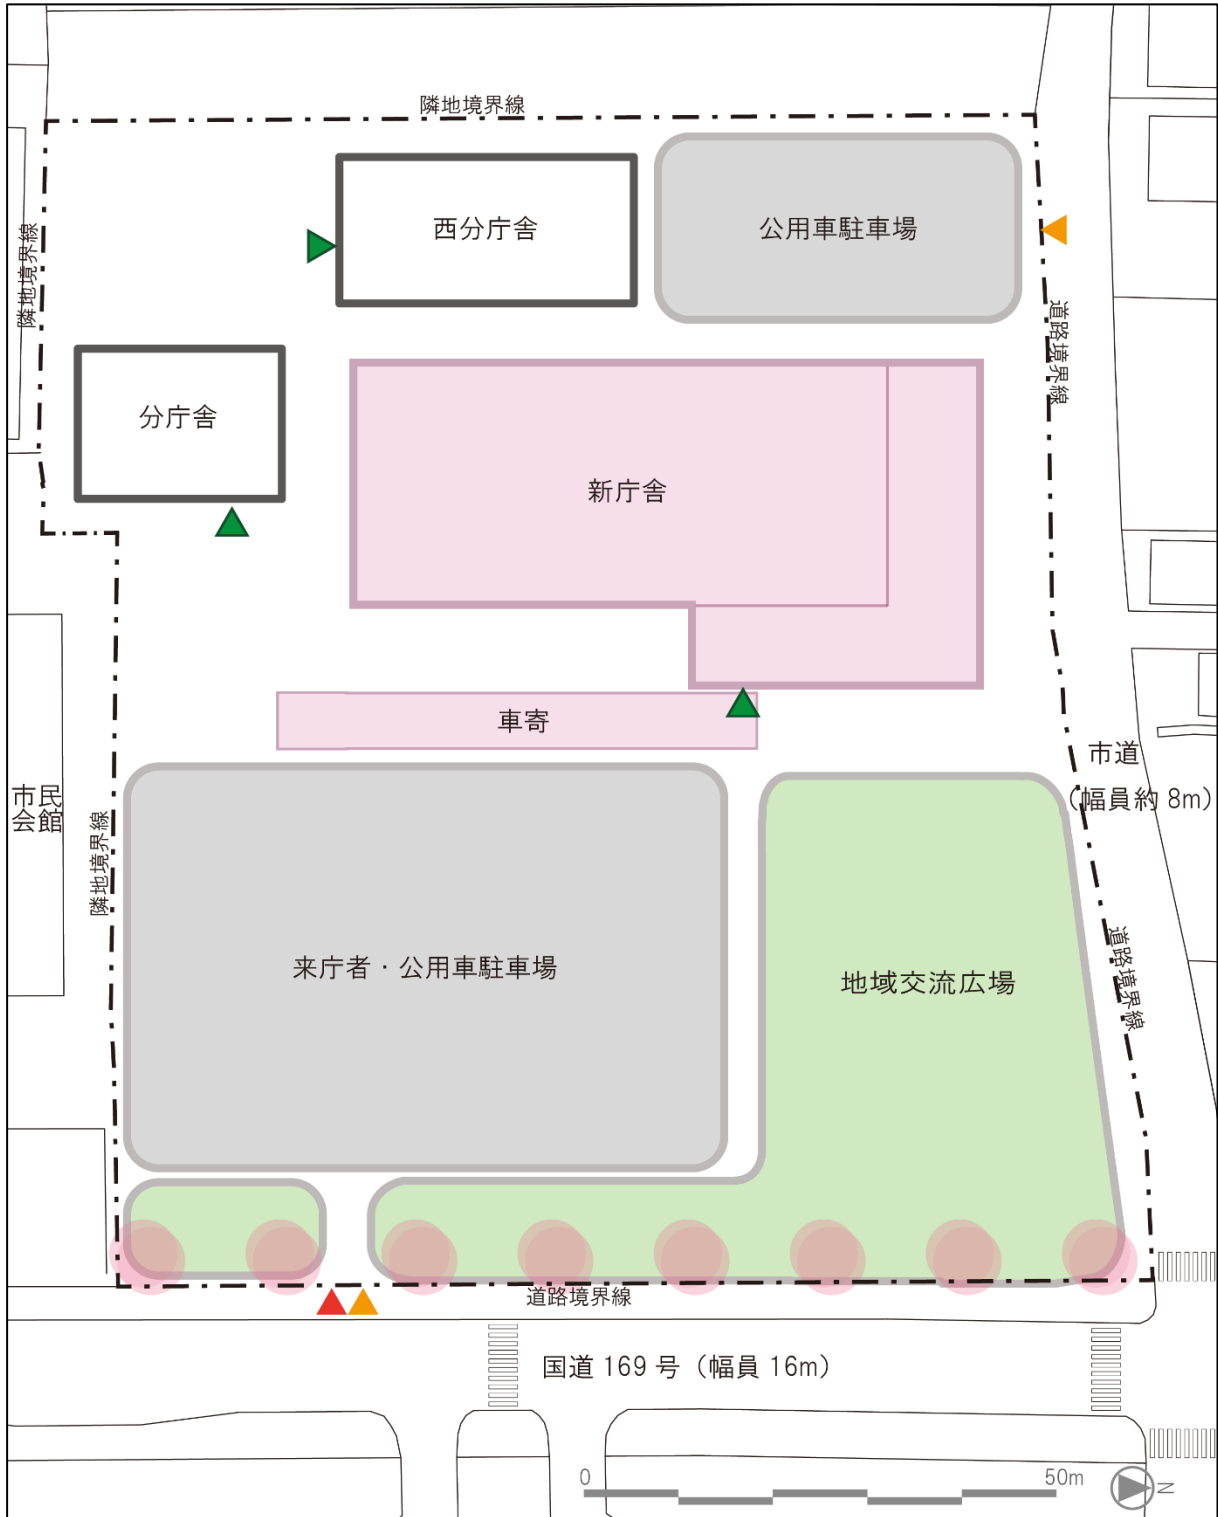 隣地境界線
西分庁舎
公用車駐車場
隣地境界線
道路境界線
分庁舎
新庁舎
車寄
市道
（幅員約 8m）
市民
会館
隣地境界線
来庁者・公用車駐車場
地域交流広場
道路境界線
道路境界線
国道 169 号（幅員 16m）
0
50m
N